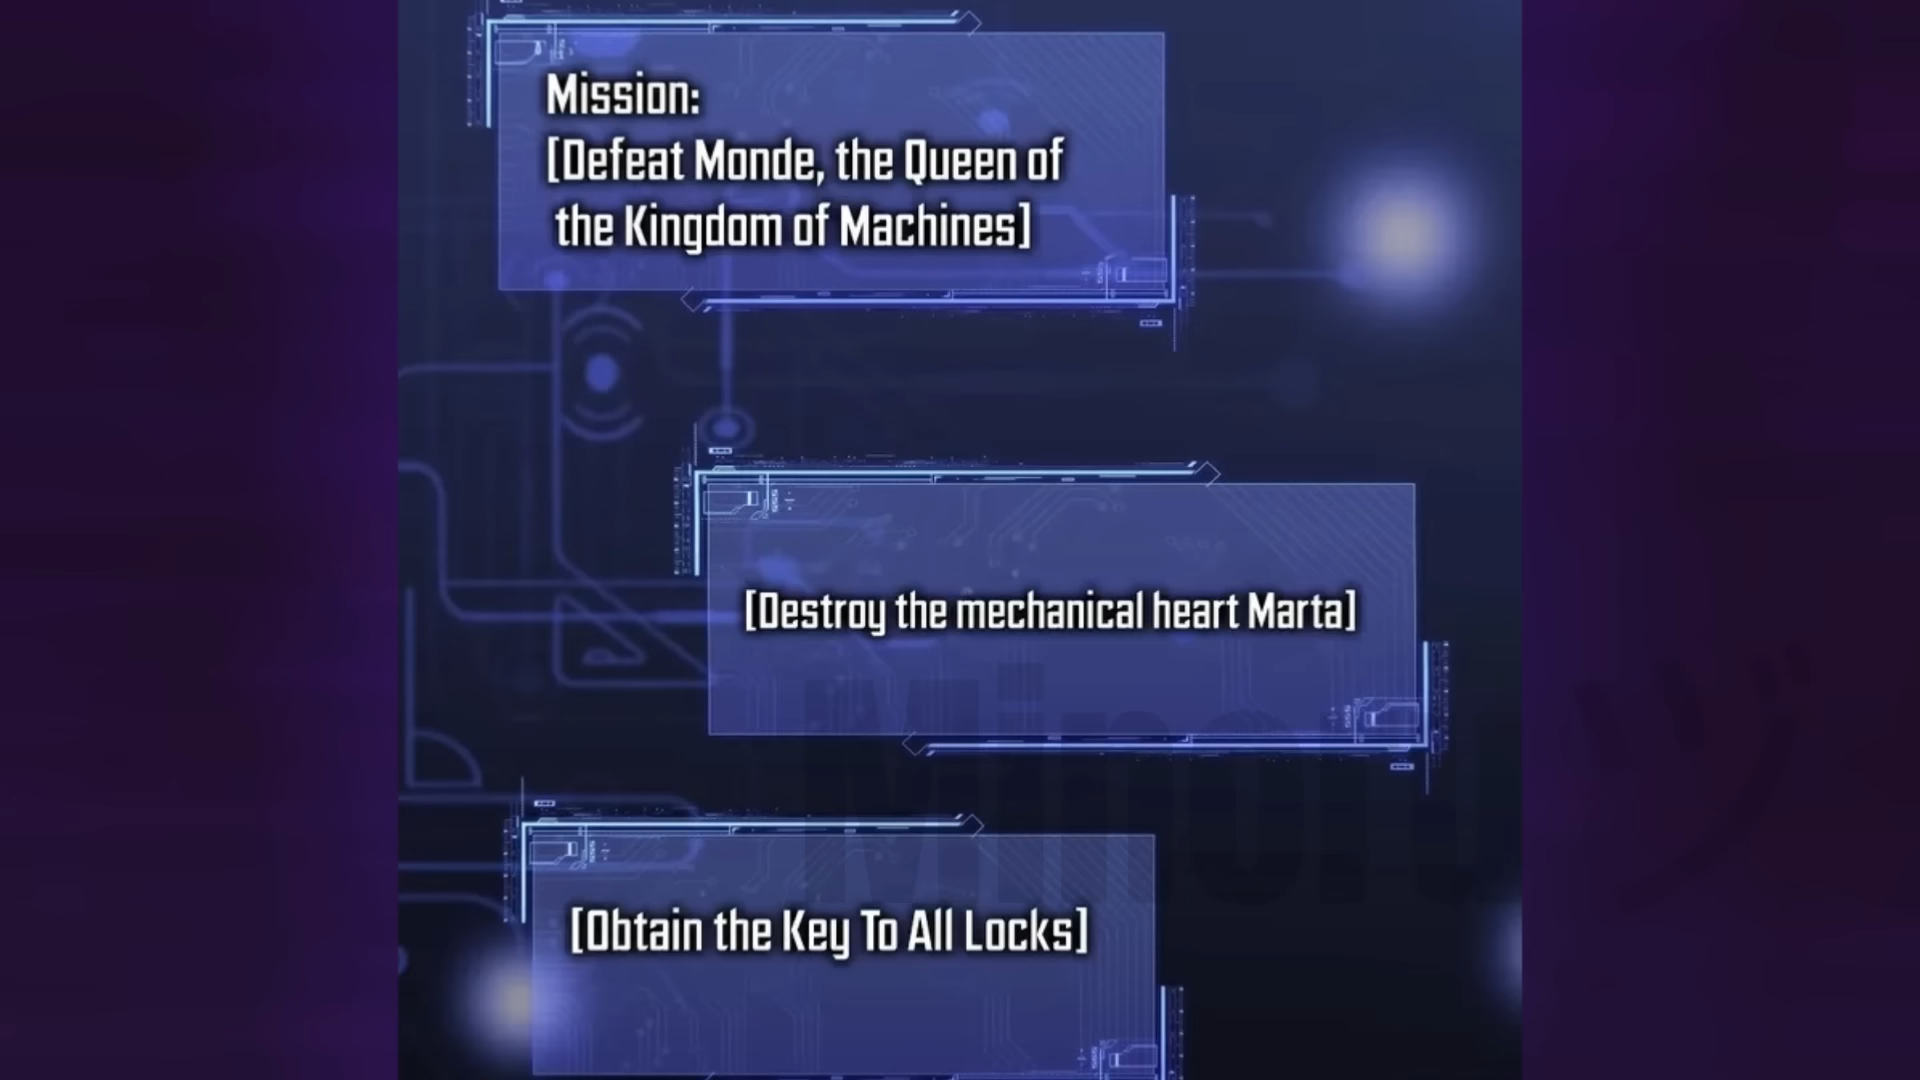 Mission:
[Defeat Monde, the Queen of
the Kingdom of Machines]
[Destroy the mechanical heart Marta]
[Obtain the Key To All Locks]